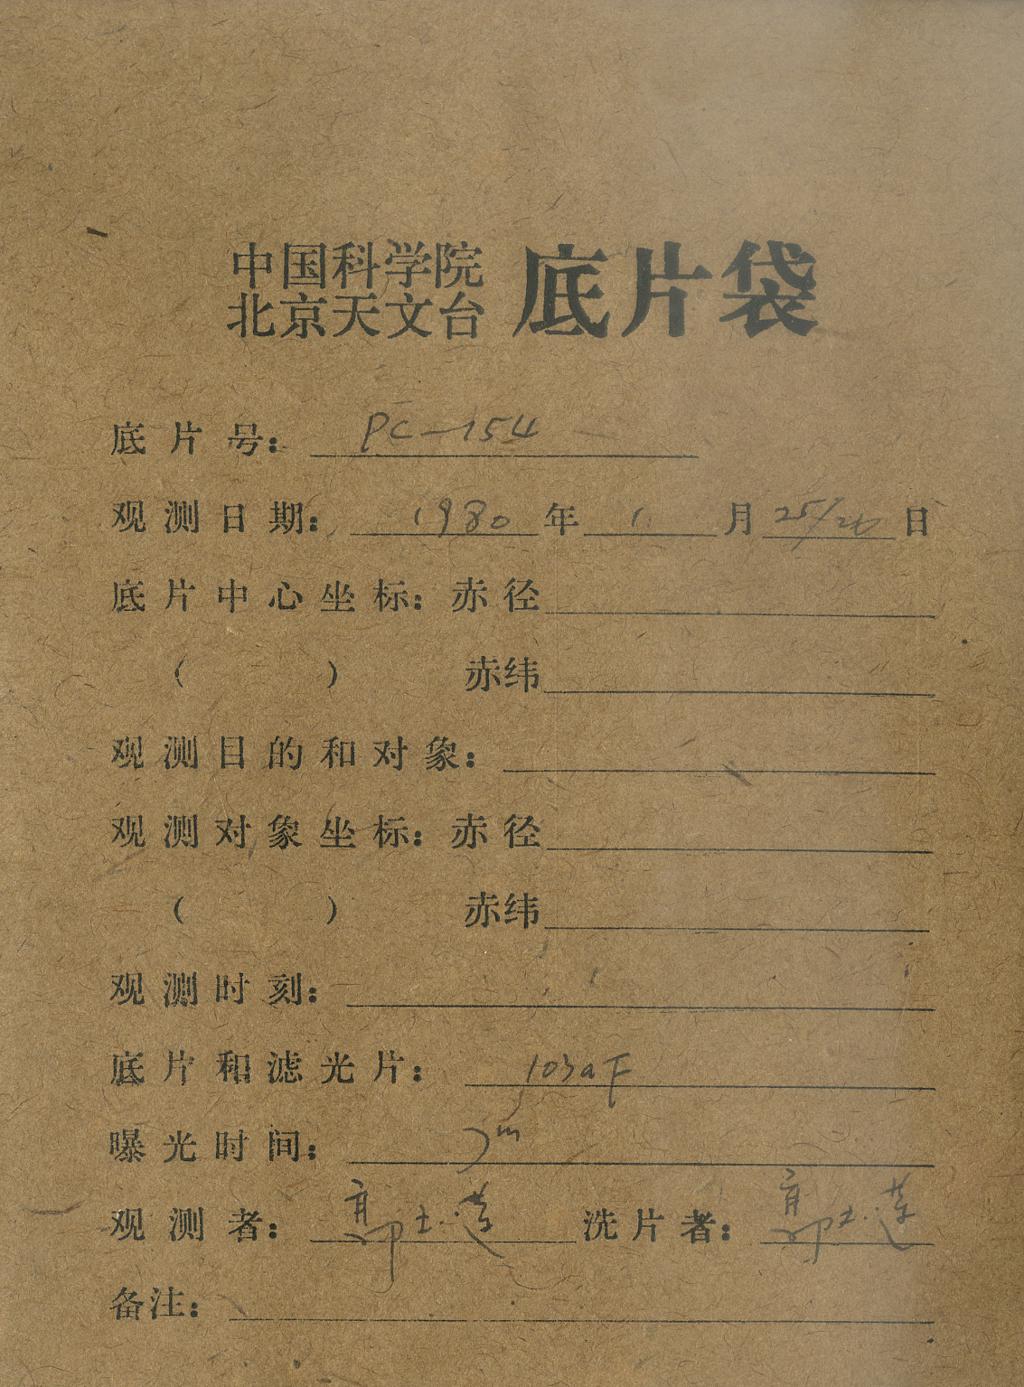 中国科学院
北京天文台 底片袋
底片号： PC-154
观测日期： 1980 年 1 月 25/26 日
底片中心坐标：赤径
（ ） 赤纬
观测目的和对象：
观测对象坐标：赤径
（ ） 赤纬
观测时刻：
底片和滤光片： 103aF
曝光时间： m
观测者： 郭 洗片者： 郭
备注：